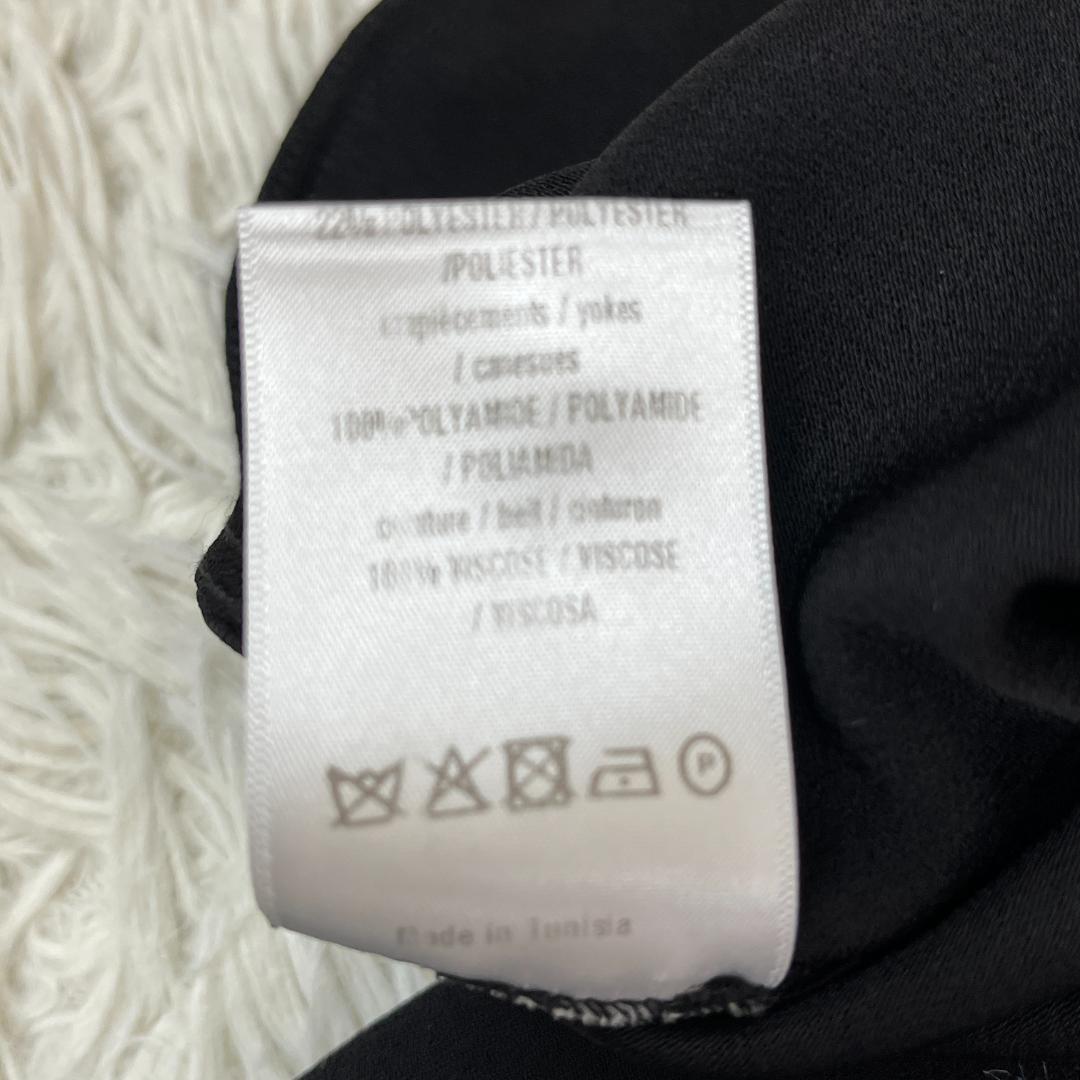 22% POLYESTER / POLYESTER
/POLIESTER
empiècements / yokes
/ canesues
100% POLYAMIDE / POLYAMIDE
/ POLIAMIDA
ceinture / belt / cinturon
100% VISCOSE / VISCOSE
/ VISCOSA
P
Made in Tunisia